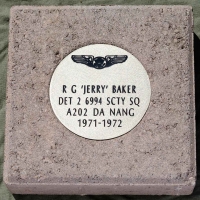 R G 'JERRY' BAKER
DET 2 6994 SCTY SQ
A202 DA NANG
1971-1972